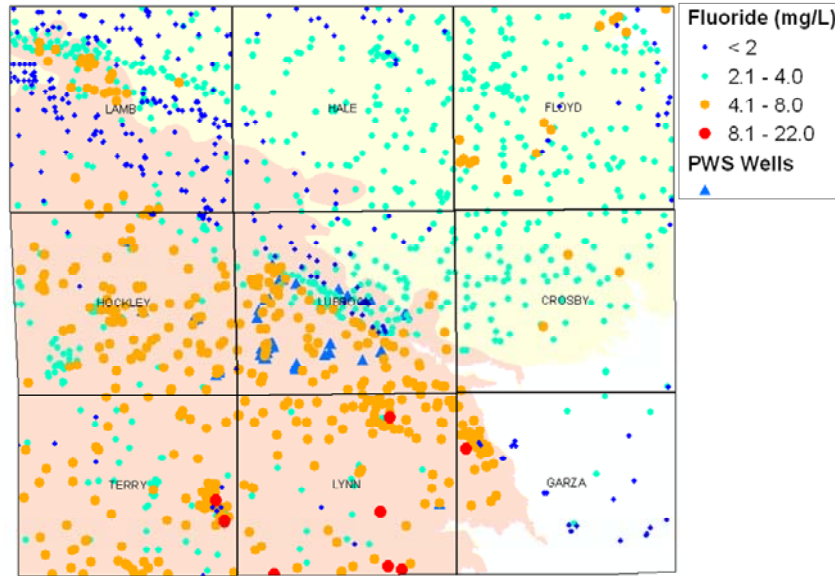 Fluoride (mg/L)
< 2
2.1 - 4.0
4.1 - 8.0
8.1 - 22.0
PWS Wells
LAMB
HALE
FLOYD
HOCKLEY
CROSBY
TERRY
LYNN
GARZA